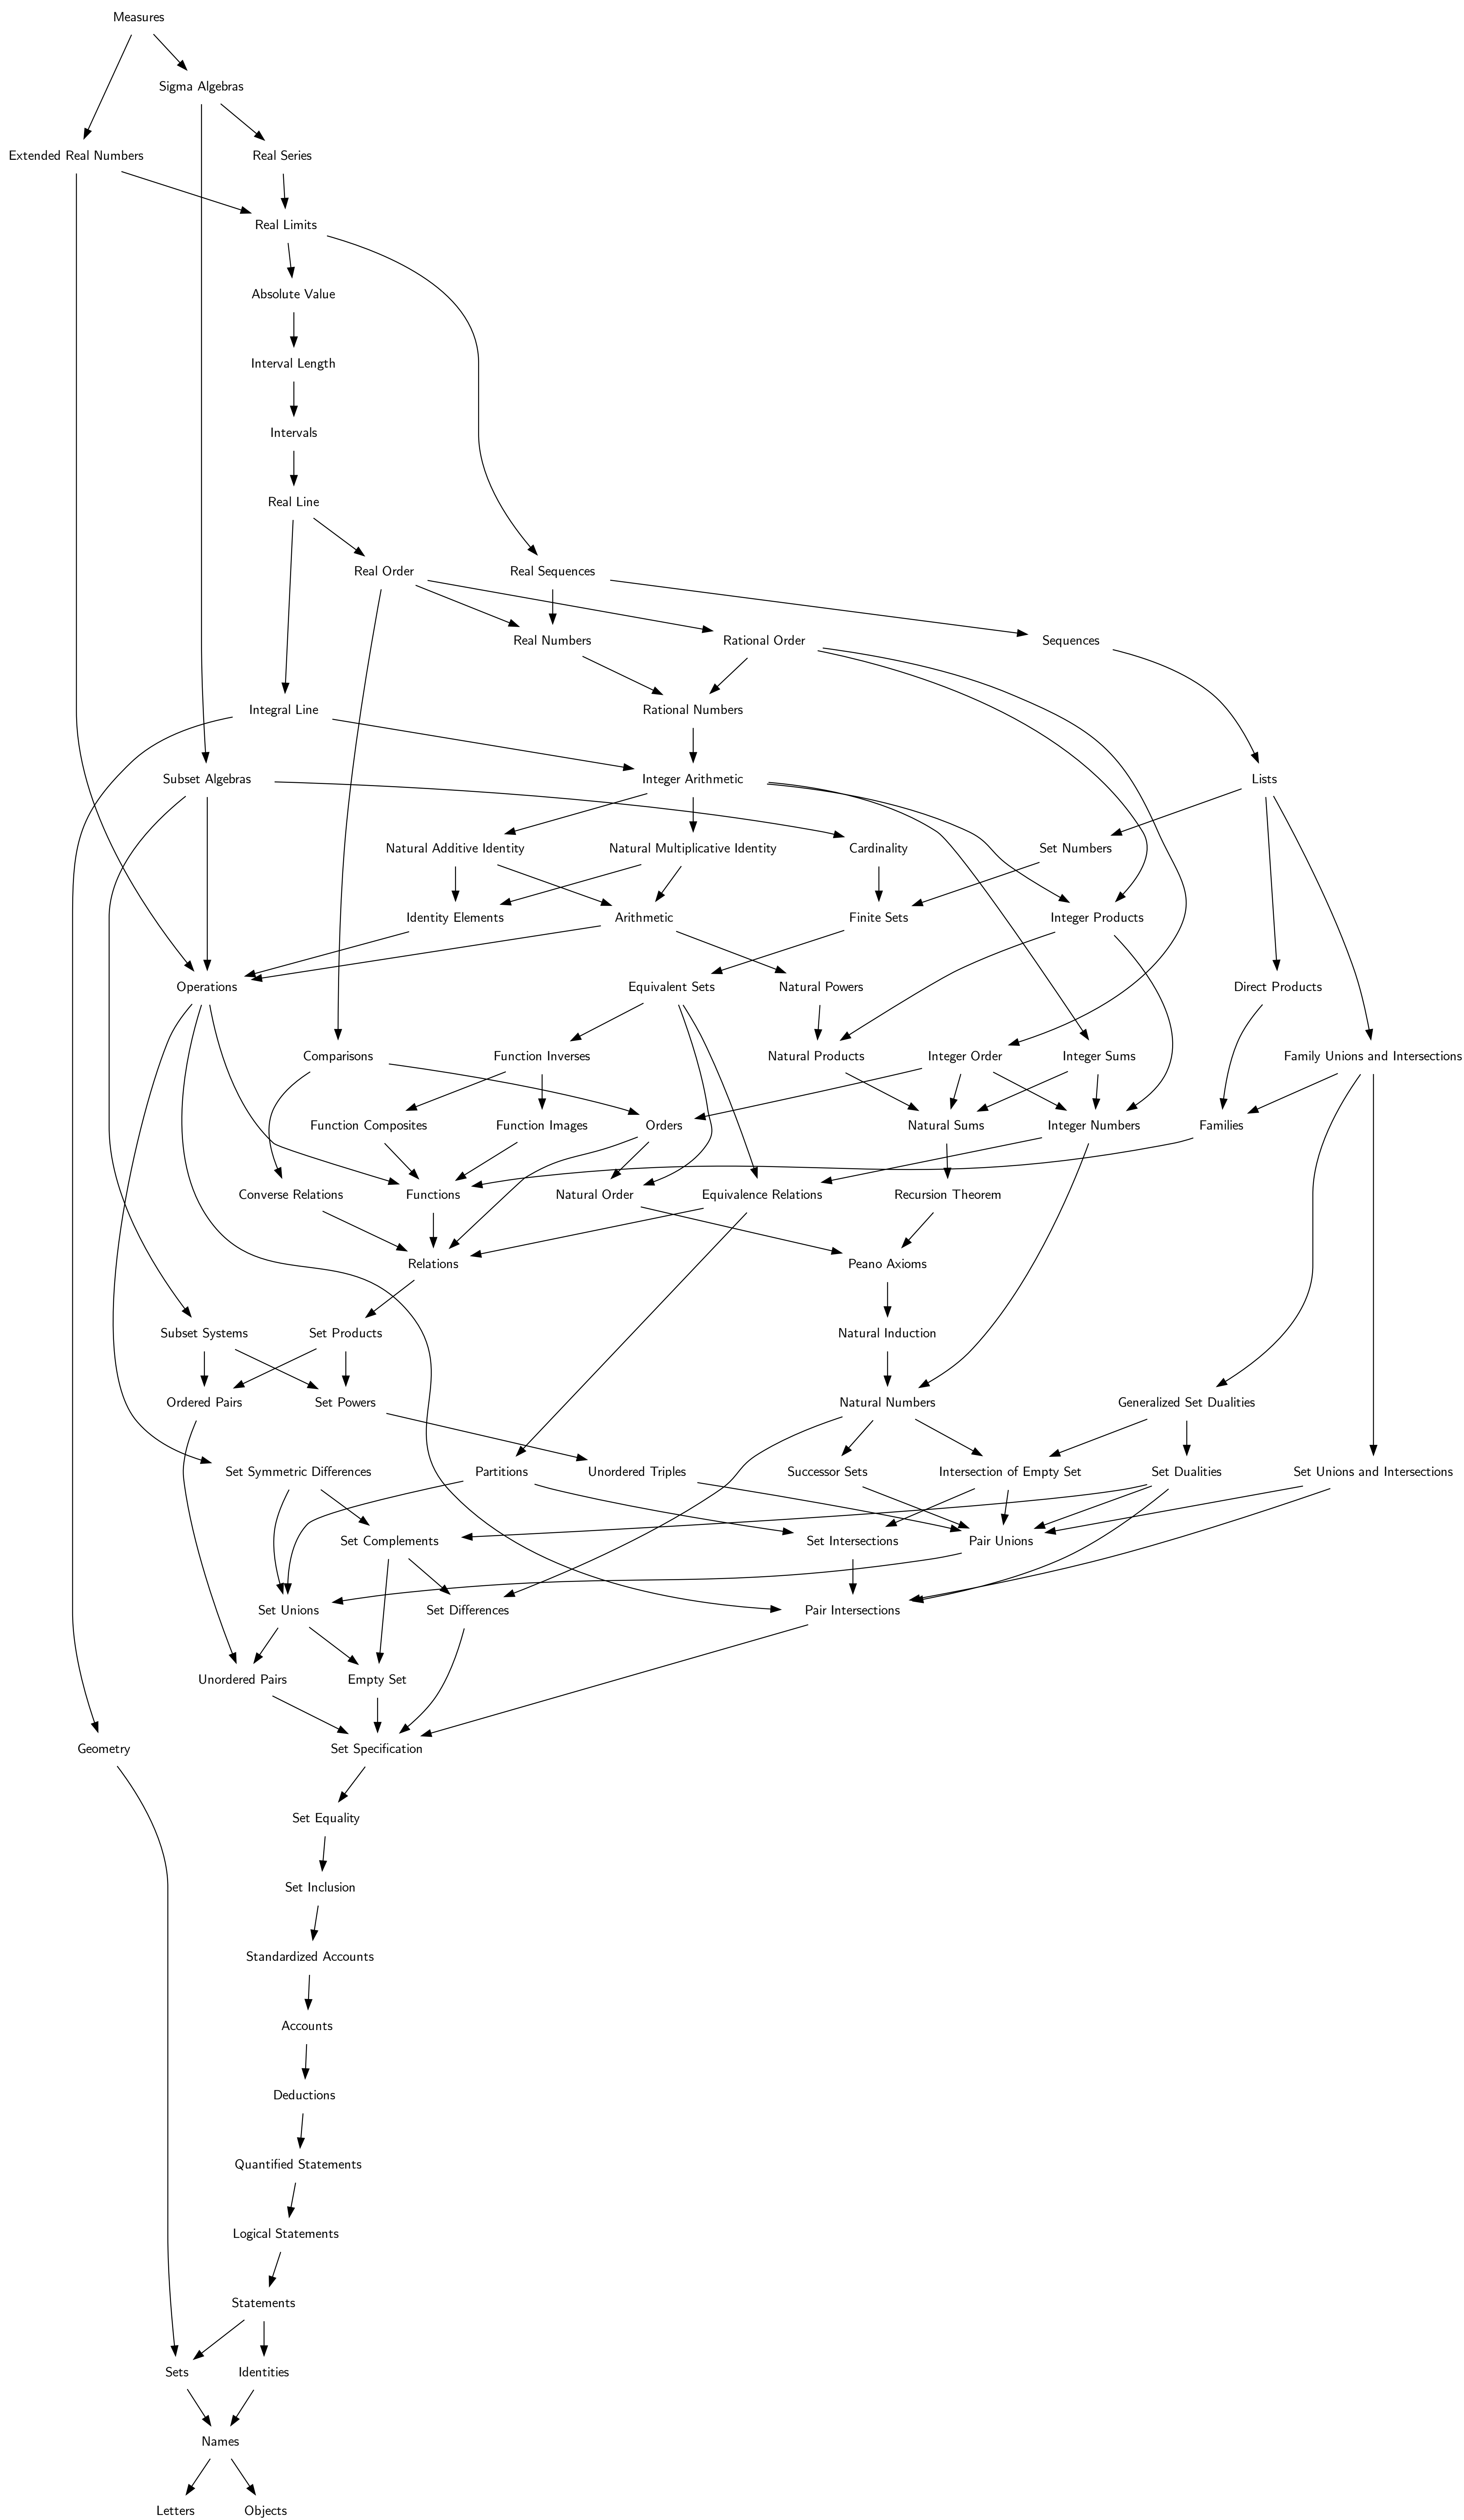 Measures
Sigma Algebras
Extended Real Numbers
Real Series
Real Limits
Absolute Value
Interval Length
Intervals
Real Line
Real Order
Real Sequences
Real Numbers
Rational Order
Sequences
Integral Line
Rational Numbers
Subset Algebras
Integer Arithmetic
Lists
Natural Additive Identity
Natural Multiplicative Identity
Cardinality
Set Numbers
Identity Elements
Arithmetic
Finite Sets
Integer Products
Operations
Equivalent Sets
Natural Powers
Direct Products
Comparisons
Function Inverses
Natural Products
Integer Order
Integer Sums
Family Unions and Intersections
Function Composites
Function Images
Orders
Natural Sums
Integer Numbers
Families
Converse Relations
Functions
Natural Order
Equivalence Relations
Recursion Theorem
Relations
Peano Axioms
Subset Systems
Set Products
Natural Induction
Ordered Pairs
Set Powers
Natural Numbers
Generalized Set Dualities
Set Symmetric Differences
Partitions
Unordered Triples
Successor Sets
Intersection of Empty Set
Set Dualities
Set Unions and Intersections
Set Complements
Set Intersections
Pair Unions
Set Unions
Set Differences
Pair Intersections
Unordered Pairs
Empty Set
Geometry
Set Specification
Set Equality
Set Inclusion
Standardized Accounts
Accounts
Deductions
Quantified Statements
Logical Statements
Statements
Sets
Identities
Names
Letters
Objects